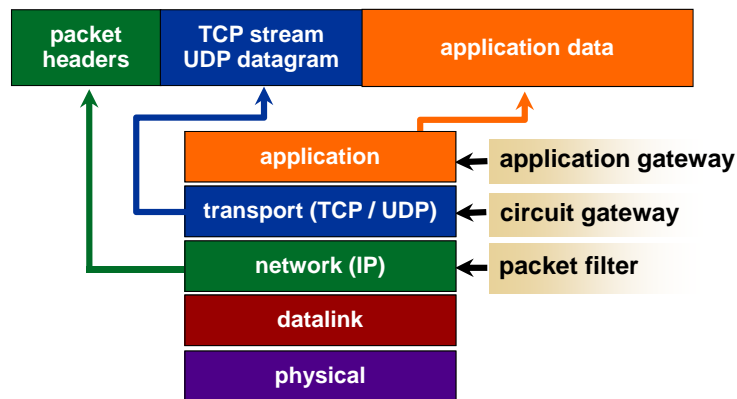 packet
headers
TCP stream
UDP datagram
application data
application
application gateway
transport (TCP / UDP)
circuit gateway
network (IP)
packet filter
datalink
physical